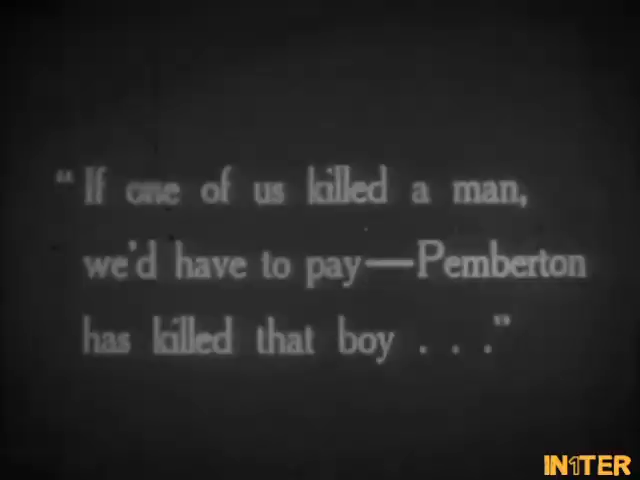 “If one of us killed a man,
we'd have to pay—Pemberton
has killed that boy . . .”
IN1TER